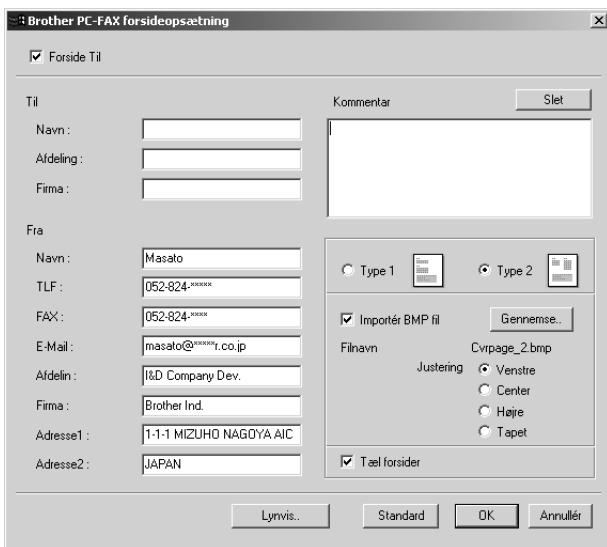 Brother PC-FAX forsideopsætning
Forside Til
Til
Navn :
Afdeling :
Firma :
Kommentar
Slet
Fra
Navn : Masato
TLF : 052-824-*****
FAX : 052-824-****
E-Mail : masato@*****r.co.jp
Afdelin : I&D Company Dev.
Firma : Brother Ind.
Adresse1 : 1-1-1 MIZUHO NAGOYA AIC
Adresse2 : JAPAN
Type 1 Type 2
Importér BMP fil Gennemse..
Filnavn Cvrpage_2.bmp
Justering Venstre
Center
Højre
Tapet
Tæl forsider
Lynvis.. Standard OK Annullér